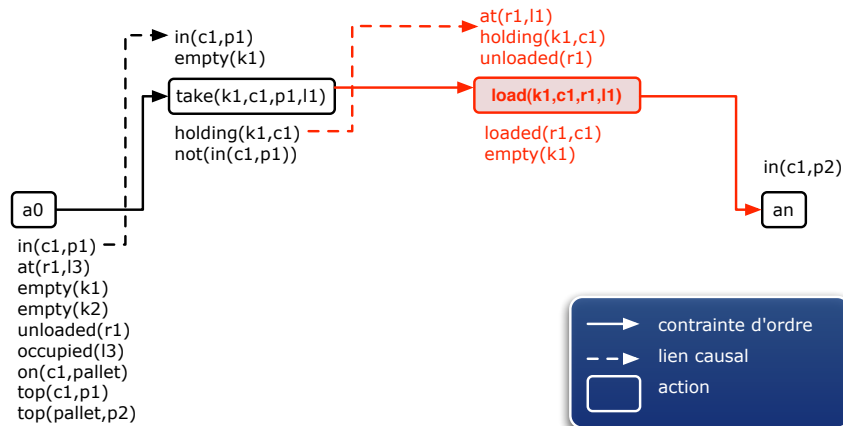 in(c1,p1)
empty(k1)
take(k1,c1,p1,l1)
holding(k1,c1)
not(in(c1,p1))
at(r1,l1)
holding(k1,c1)
unloaded(r1)
load(k1,c1,r1,l1)
loaded(r1,c1)
empty(k1)
in(c1,p2)
an
a0
in(c1,p1)
at(r1,l3)
empty(k1)
empty(k2)
unloaded(r1)
occupied(l3)
on(c1,pallet)
top(c1,p1)
top(pallet,p2)
contrainte d'ordre
lien causal
action